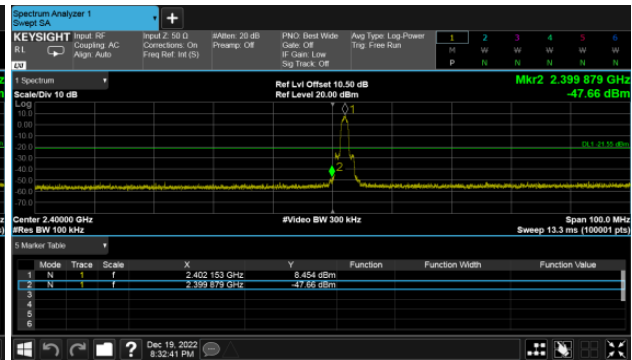 Spectrum Analyzer 1
Swept SA
+
KEYSIGHT Input: RF Input Z: 50 Ω #Atten: 20 dB PNO: Best Wide Avg Type: Log-Power 1 2 3 4 5 6
RL Coupling: AC Corrections: On Preamp: Off Gate: Off Trig: Free Run M W W W W W
Align: Auto Freq Ref: Int (S) IF Gain: Low
Sig Track: Off P N N N N N
LXI
1 Spectrum
Ref Lvl Offset 10.50 dB Mkr2 2.399 879 GHz
Scale/Div 10 dB Ref Level 20.00 dBm -47.66 dBm
Log
10.0
0.00
-10.0
-20.0
-30.0
-40.0
-50.0
-60.0
-70.0
1
DL1 -21.55 dBm
2
Center 2.40000 GHz #Video BW 300 kHz Span 100.0 MHz
#Res BW 100 kHz Sweep 13.3 ms (100001 pts)
5 Marker Table
Mode Trace Scale X Y Function Function Width Function Value
1 N 1 f 2.402 153 GHz 8.454 dBm
2 N 1 f 2.399 879 GHz -47.66 dBm
3
4
5
6
? Dec 19, 2022
8:32:41 PM